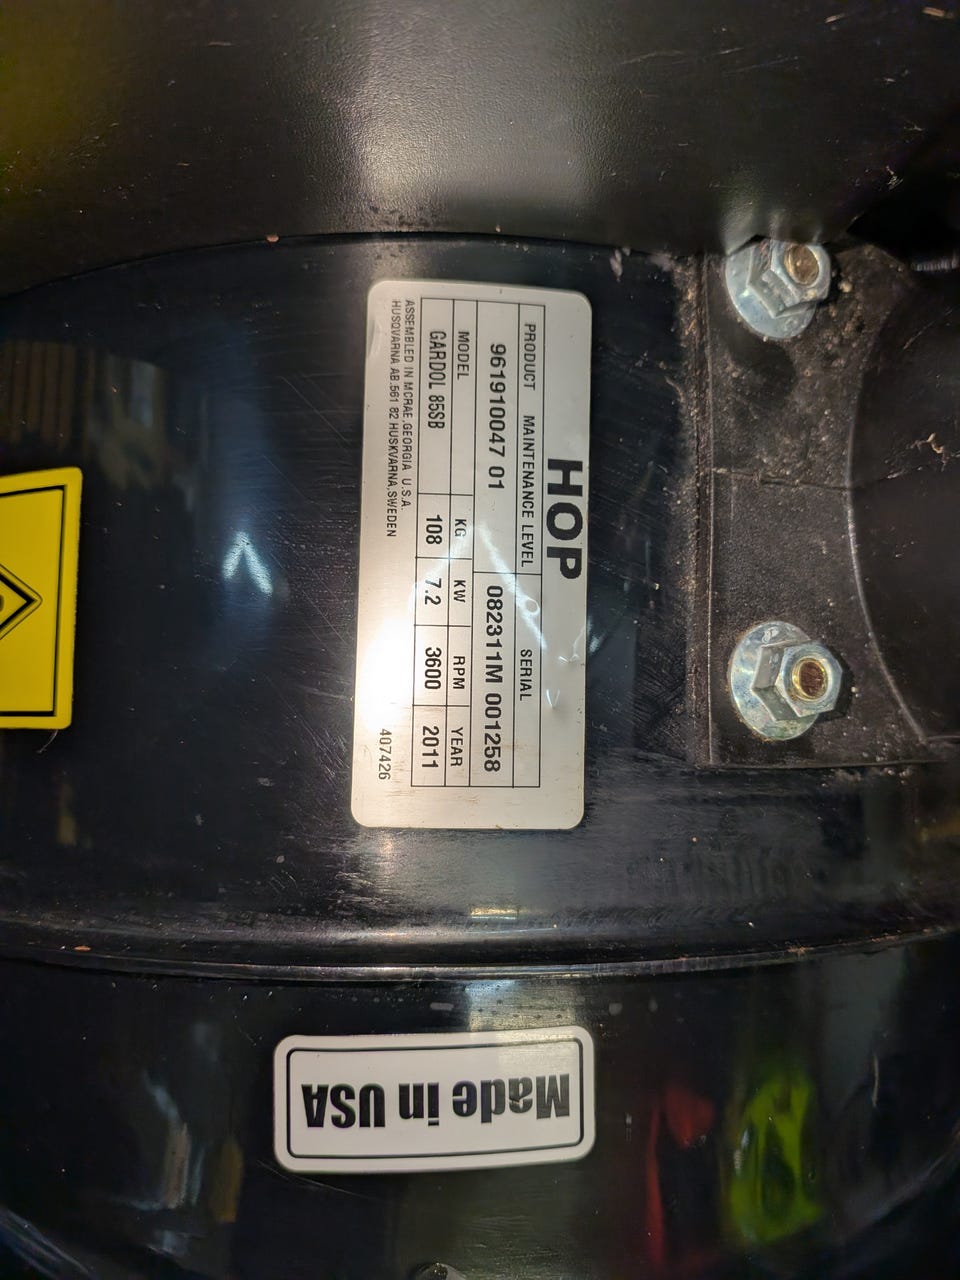 HOP
PRODUCT MAINTENANCE LEVEL SERIAL
961910047 01 082311M 001258
MODEL KG KW RPM YEAR
GARDOL 85SB 108 7.2 3600 2011
ASSEMBLED IN MCRAE,GEORGIA U.S.A.
HUSQVARNA AB.561 82 HUSKVARNA,SWEDEN
407426
Made in USA